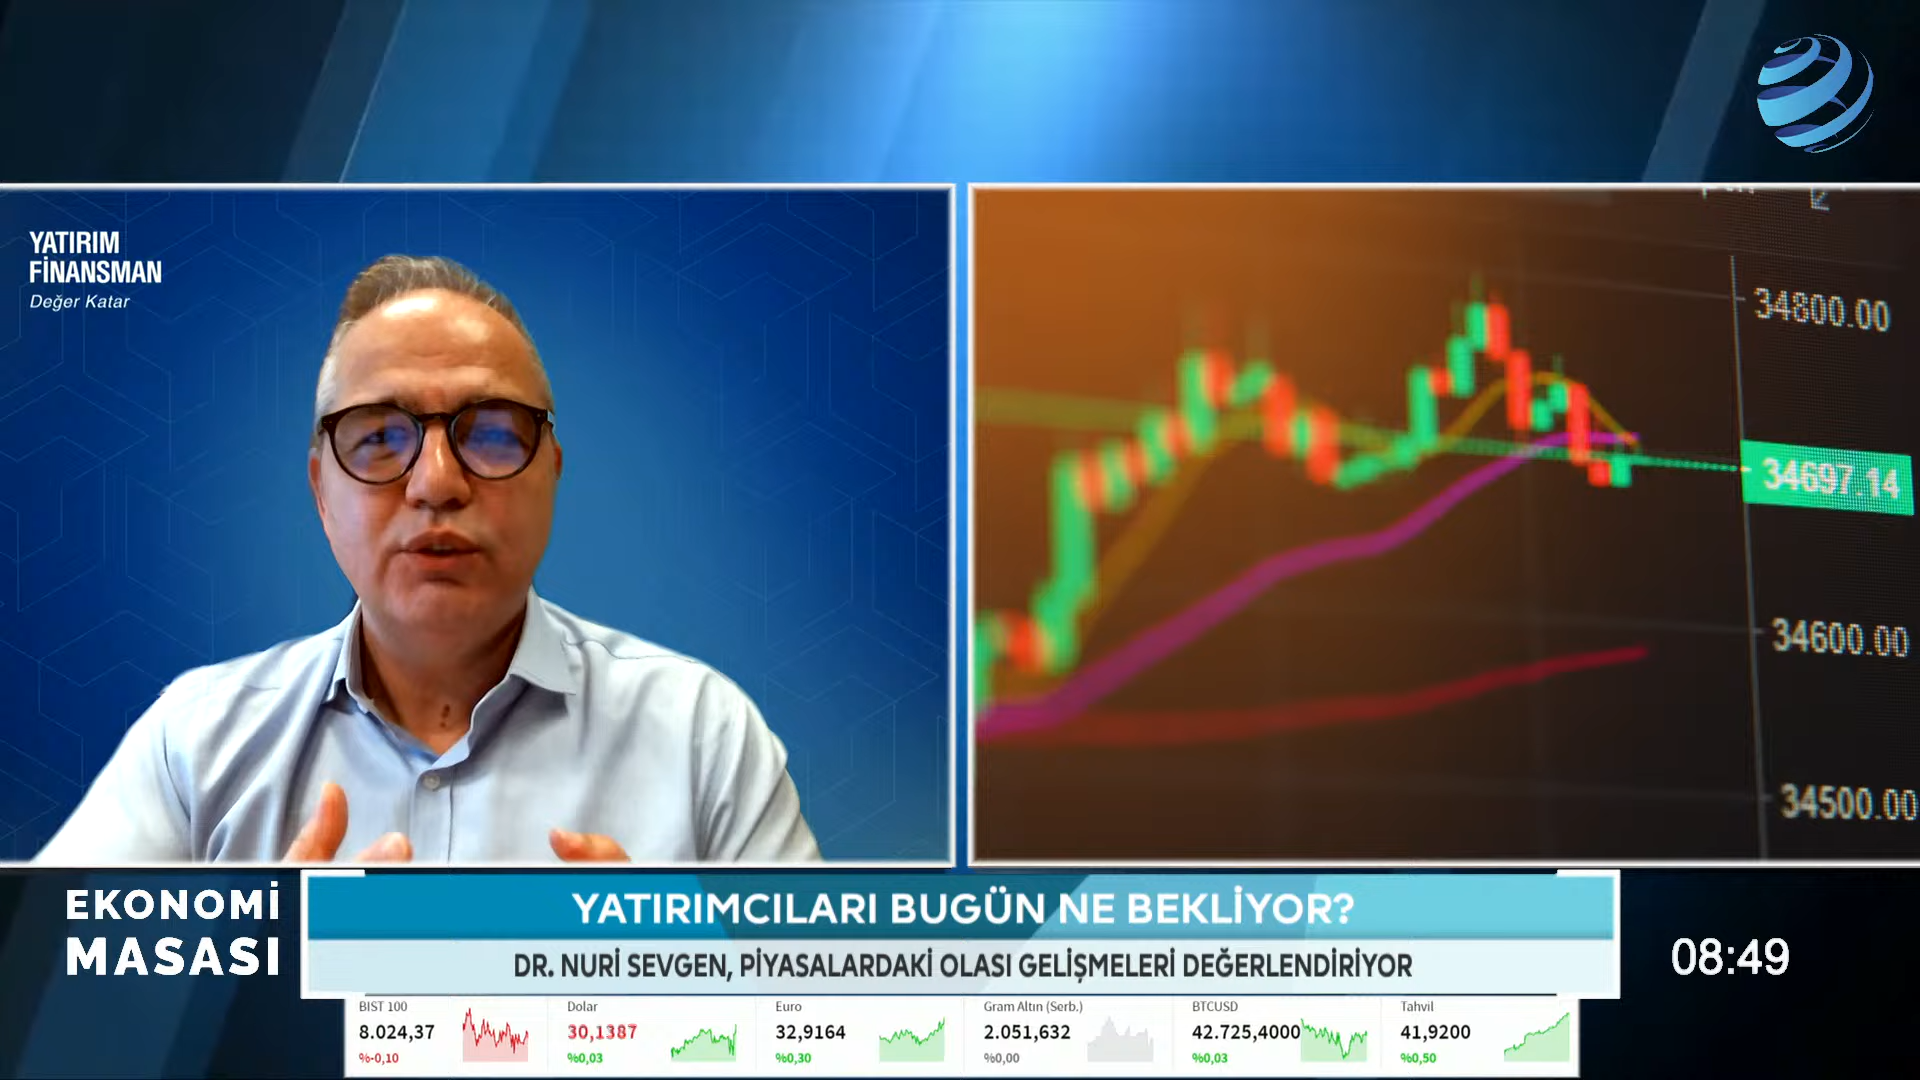 YATIRIM
FİNANSMAN
Değer Katar
34800.00
34697.14
34600.00
34500.00
EKONOMİ
MASASI
YATIRIMCILARI BUGÜN NE BEKLİYOR?
DR. NURİ SEVGEN, PİYASALARDAKİ OLASI GELİŞMELERİ DEĞERLENDİRİYOR
08:49
BIST 100
8.024,37
%-0,10
Dolar
30,1387
%0,03
Euro
32,9164
%0,30
Gram Altın (Serb.)
2.051,632
%0,00
BTCUSD
42.725,4000
%0,03
Tahvil
41,9200
%0,50